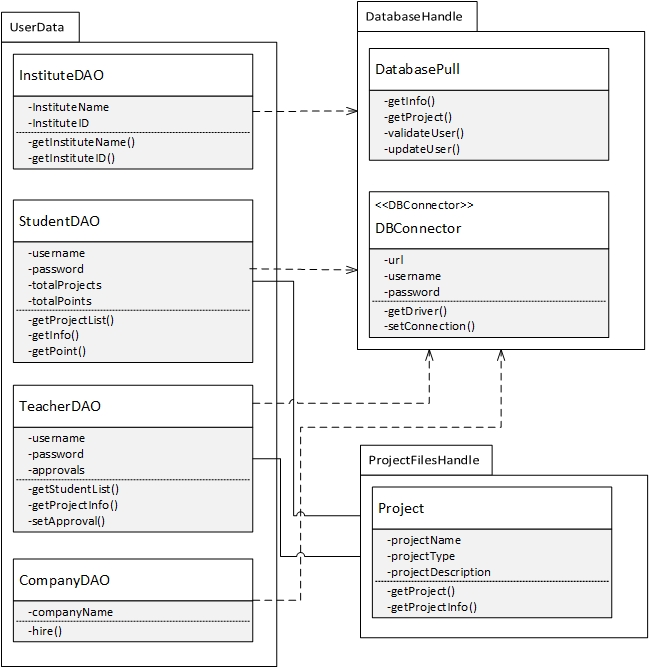 UserData
InstituteDAO
-InstituteName
-InstituteID
-getInstituteName()
-getInstituteID()
StudentDAO
-username
-password
-totalProjects
-totalPoints
-getProjectList()
-getInfo()
-getPoint()
TeacherDAO
-username
-password
-approvals
-getStudentList()
-getProjectInfo()
-setApproval()
CompanyDAO
-companyName
-hire()
DatabaseHandle
DatabasePull
-getInfo()
-getProject()
-validateUser()
-updateUser()
<<DBConnector>>
DBConnector
-url
-username
-password
-getDriver()
-setConnection()
ProjectFilesHandle
Project
-projectName
-projectType
-projectDescription
-getProject()
-getProjectInfo()